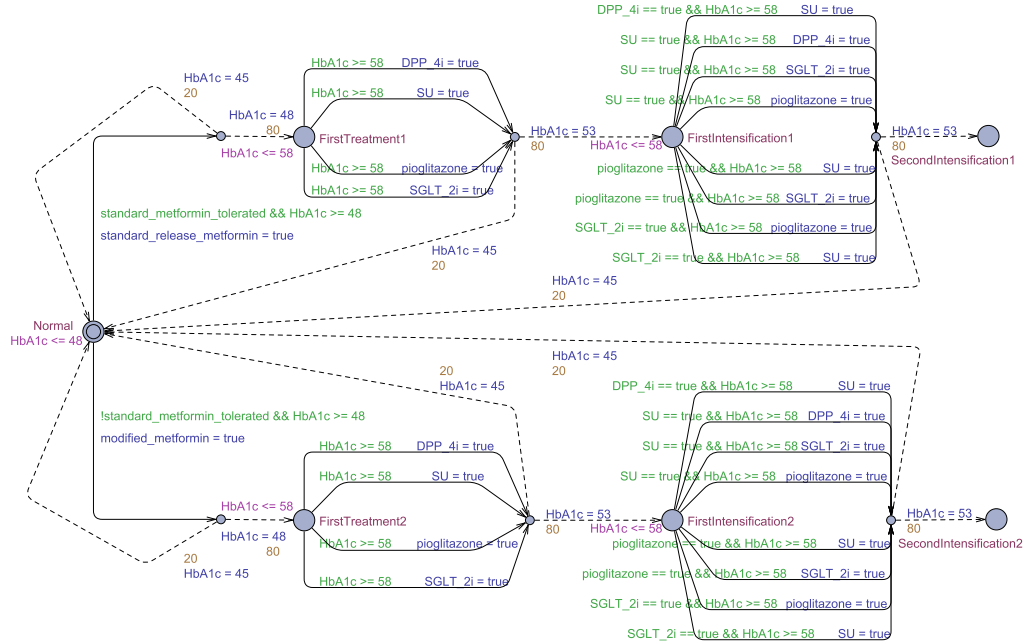 DPP_4i == true && HbA1c >= 58 SU = true
SU == true && HbA1c >= 58 DPP_4i = true
HbA1c >= 58 DPP_4i = true
SU == true && HbA1c >= 58 SGLT_2i = true
HbA1c = 45
20
HbA1c >= 58 SU = true
SU == true && HbA1c >= 58 pioglitazone = true
HbA1c = 48
80
HbA1c <= 58
FirstTreatment1
HbA1c = 53
80
HbA1c <= 58
FirstIntensification1
HbA1c = 53
80
SecondIntensification1
HbA1c >= 58 pioglitazone = true
pioglitazone == true && HbA1c >= 58 SU = true
HbA1c >= 58 SGLT_2i = true
pioglitazone == true && HbA1c >= 58 SGLT_2i = true
standard_metformin_tolerated && HbA1c >= 48
standard_release_metformin = true
SGLT_2i == true && HbA1c >= 58 pioglitazone = true
HbA1c = 45
20
SGLT_2i == true && HbA1c >= 58 SU = true
HbA1c = 45
20
Normal
HbA1c <= 48
HbA1c = 45
20
20
HbA1c = 45
DPP_4i == true && HbA1c >= 58 SU = true
!standard_metformin_tolerated && HbA1c >= 48
modified_metformin = true
SU == true && HbA1c >= 58 DPP_4i = true
HbA1c >= 58 DPP_4i = true
SU == true && HbA1c >= 58 SGLT_2i = true
HbA1c >= 58 SU = true
SU == true && HbA1c >= 58 pioglitazone = true
HbA1c <= 58
HbA1c = 48
80
FirstTreatment2
HbA1c = 53
80
HbA1c <= 58
FirstIntensification2
HbA1c = 53
80
SecondIntensification2
HbA1c >= 58 pioglitazone = true
pioglitazone == true && HbA1c >= 58 SU = true
20
HbA1c = 45
HbA1c >= 58 SGLT_2i = true
pioglitazone == true && HbA1c >= 58 SGLT_2i = true
SGLT_2i == true && HbA1c >= 58 pioglitazone = true
SGLT_2i == true && HbA1c >= 58 SU = true